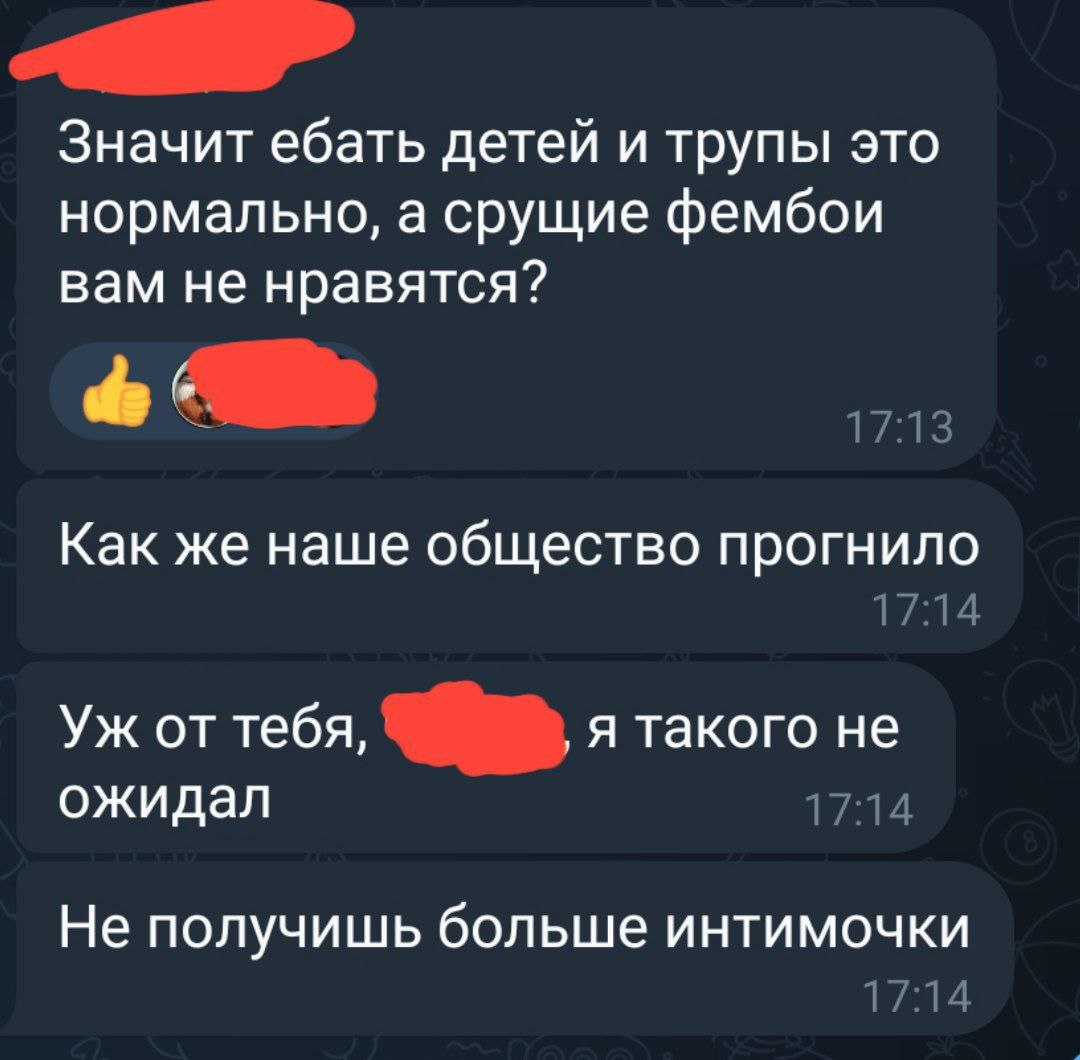 Значит ебать детей и трупы это
нормально, а срущие фембои
вам не нравятся?
17:13
Как же наше общество прогнило
17:14
Уж от тебя, , я такого не
ожидал
17:14
Не получишь больше интимочки
17:14